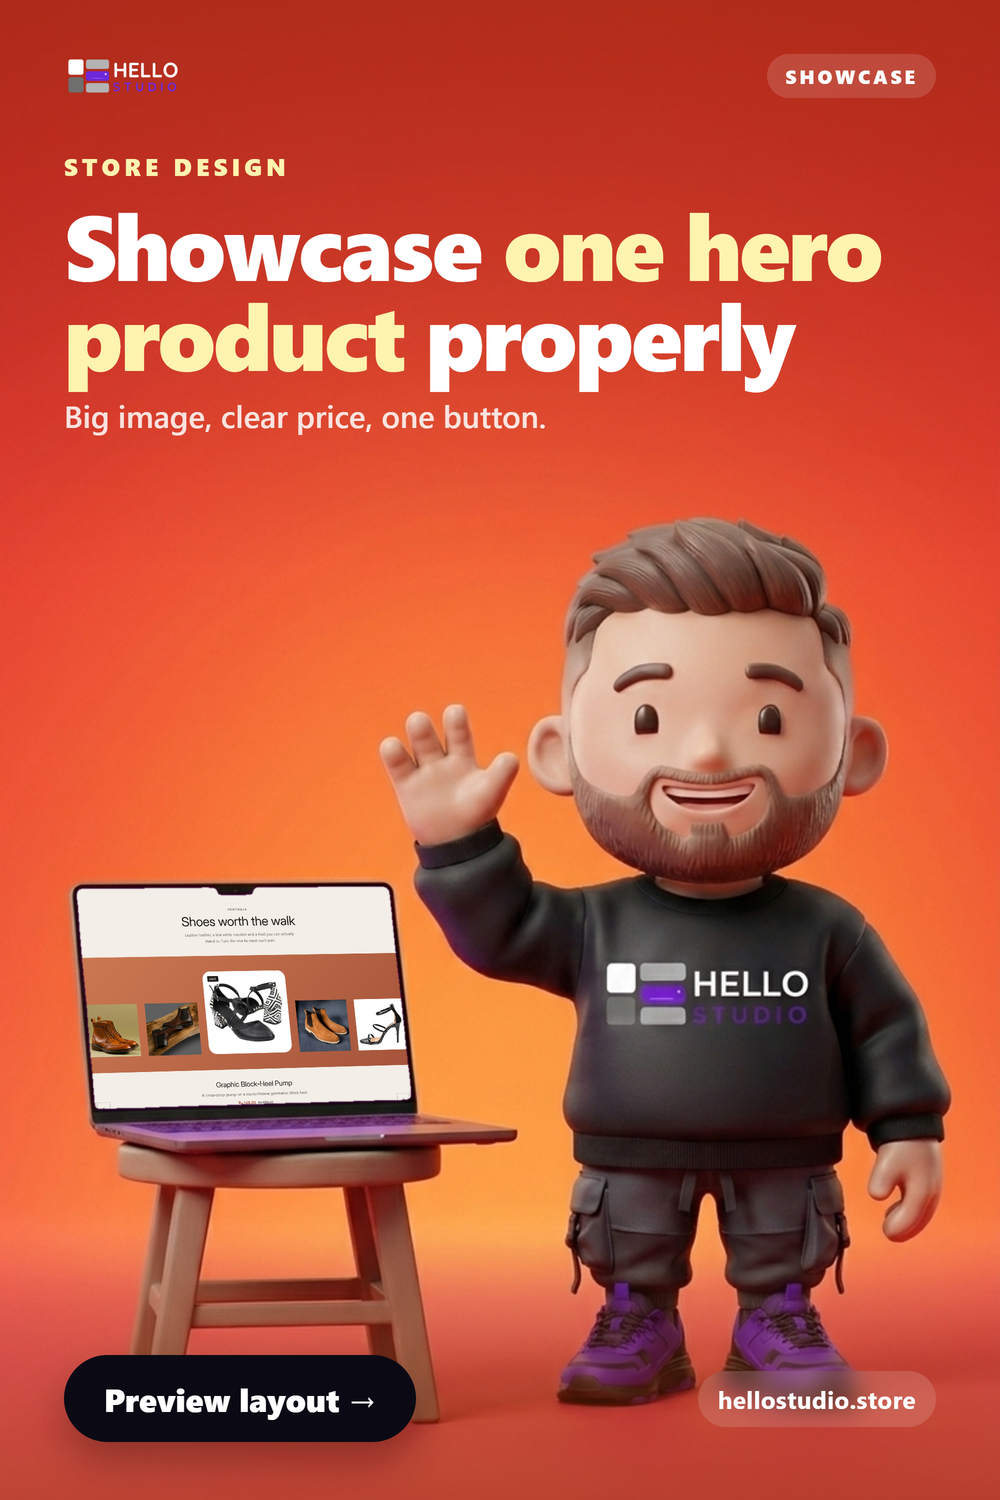 HELLO
STUDIO
SHOWCASE
STORE DESIGN
Showcase one hero
product properly
Big image, clear price, one button.
Shoes worth the walk
HELLO
STUDIO
Graphic Block-Heel Pump
Preview layout →
hellostudio.store